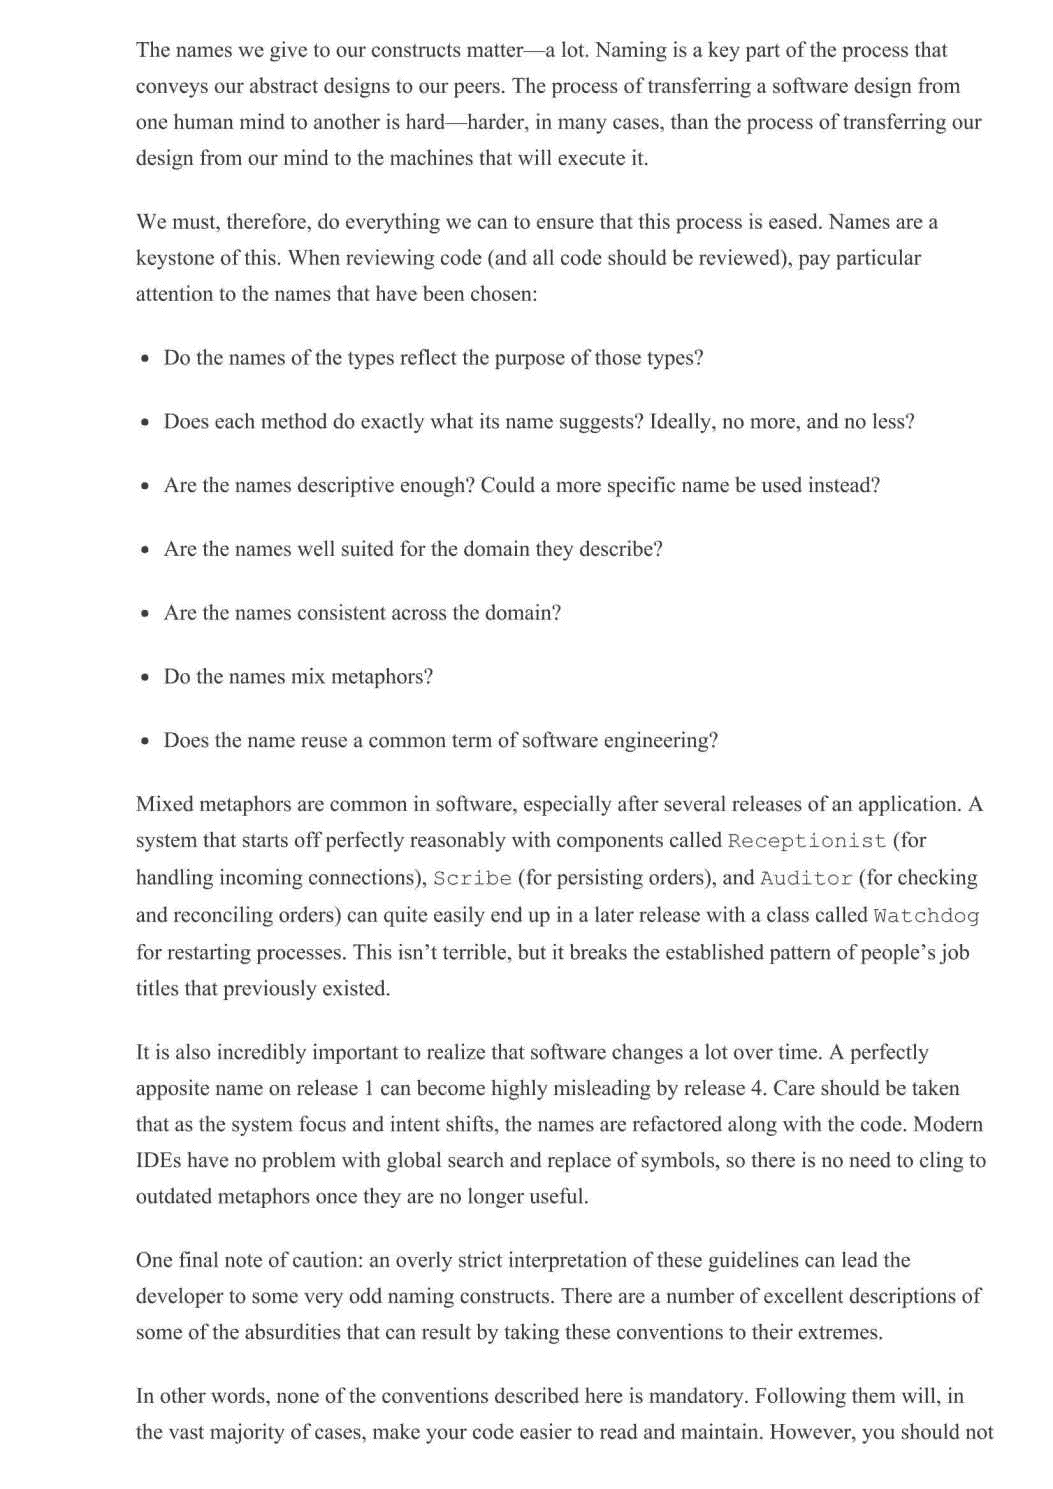 The names we give to our constructs matter—a lot. Naming is a key part of the process that
conveys our abstract designs to our peers. The process of transferring a software design from
one human mind to another is hard—harder, in many cases, than the process of transferring our
design from our mind to the machines that will execute it.
We must, therefore, do everything we can to ensure that this process is eased. Names are a
keystone of this. When reviewing code (and all code should be reviewed), pay particular
attention to the names that have been chosen:
• Do the names of the types reflect the purpose of those types?
• Does each method do exactly what its name suggests? Ideally, no more, and no less?
• Are the names descriptive enough? Could a more specific name be used instead?
• Are the names well suited for the domain they describe?
• Are the names consistent across the domain?
• Do the names mix metaphors?
• Does the name reuse a common term of software engineering?
Mixed metaphors are common in software, especially after several releases of an application. A
system that starts off perfectly reasonably with components called Receptionist (for
handling incoming connections), Scribe (for persisting orders), and Auditor (for checking
and reconciling orders) can quite easily end up in a later release with a class called Watchdog
for restarting processes. This isn’t terrible, but it breaks the established pattern of people’s job
titles that previously existed.
It is also incredibly important to realize that software changes a lot over time. A perfectly
apposite name on release 1 can become highly misleading by release 4. Care should be taken
that as the system focus and intent shifts, the names are refactored along with the code. Modern
IDEs have no problem with global search and replace of symbols, so there is no need to cling to
outdated metaphors once they are no longer useful.
One final note of caution: an overly strict interpretation of these guidelines can lead the
developer to some very odd naming constructs. There are a number of excellent descriptions of
some of the absurdities that can result by taking these conventions to their extremes.
In other words, none of the conventions described here is mandatory. Following them will, in
the vast majority of cases, make your code easier to read and maintain. However, you should not